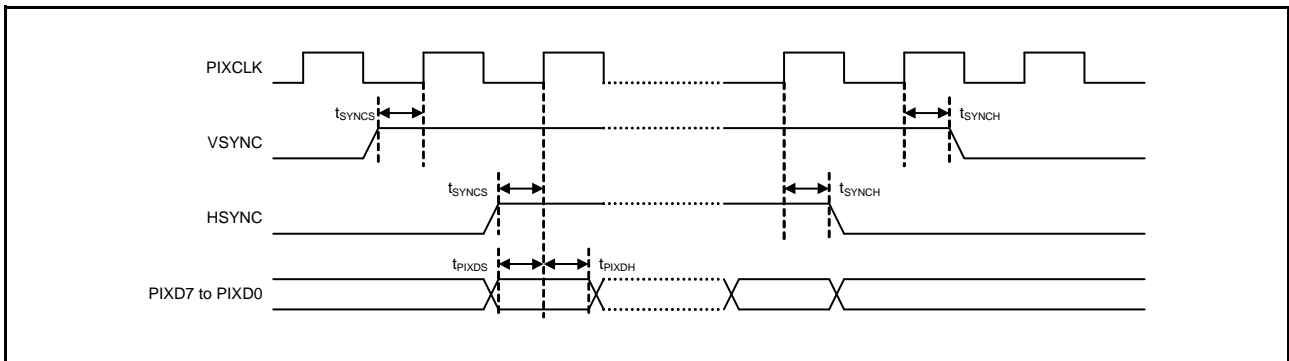 PIXCLK
tSYNCS
tSYNCH
VSYNC
tSYNCS
tSYNCH
HSYNC
tPIXDS
tPIXDH
PIXD7 to PIXD0